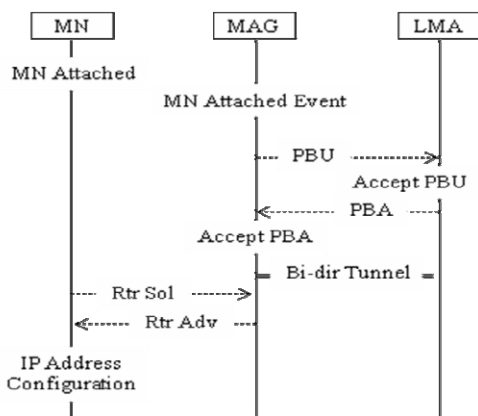 MN MAG LMA
MN Attached
MN Attached Event
PBU
Accept PBU
PBA
Accept PBA
Bi-dir Tunnel
Rtr Sol
Rtr Adv
IP Address
Configuration